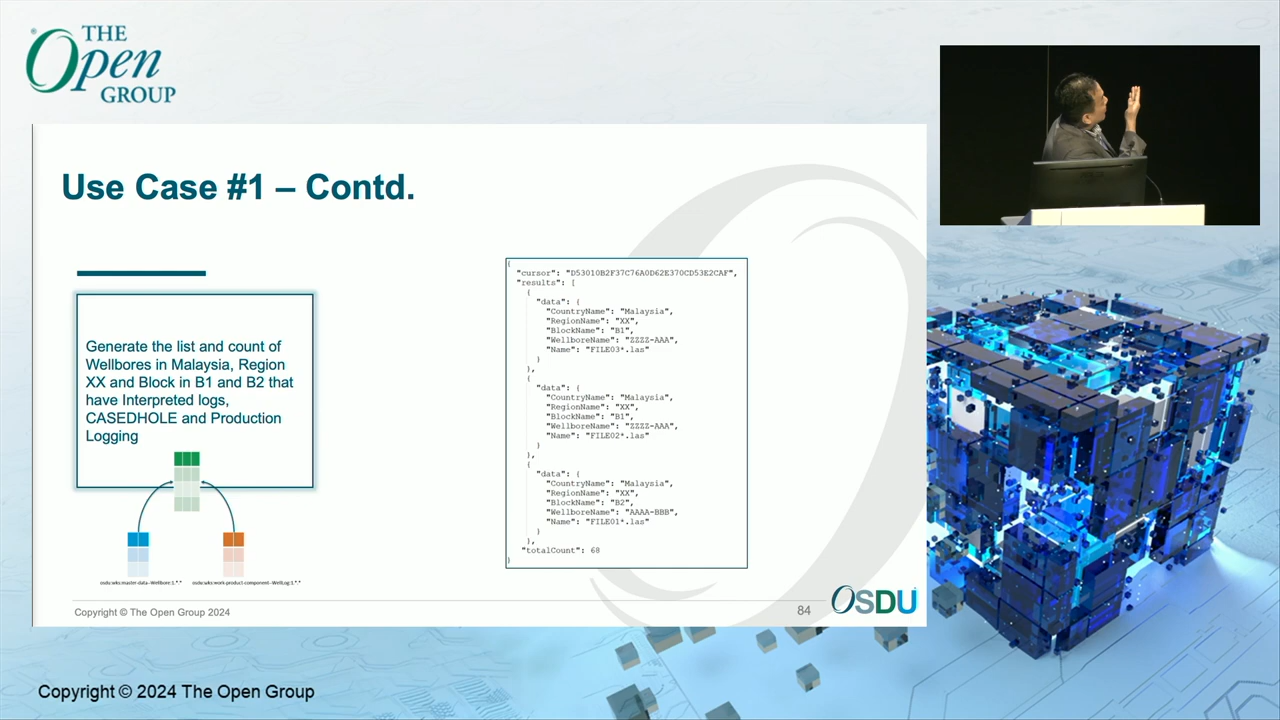 THE
Open
GROUP
Use Case #1 – Contd.
Generate the list and count of
Wellbores in Malaysia, Region
XX and Block in B1 and B2 that
have Interpreted logs,
CASEDHOLE and Production
Logging
osdu:wks:master-data--Wellbore:1.*.*
osdu:wks:work-product-component--WellLog:1.*.*
{
"cursor": "D53010B2F37C76A0D62E370CD53E2CAF",
"results": [
{
"data": {
"CountryName": "Malaysia",
"RegionName": "XX",
"BlockName": "B1",
"WellboreName": "ZZZZ-AAA",
"Name": "FILE03*.las"
}
},
{
"data": {
"CountryName": "Malaysia",
"RegionName": "XX",
"BlockName": "B1",
"WellboreName": "ZZZZ-AAA",
"Name": "FILE02*.las"
}
},
{
"data": {
"CountryName": "Malaysia",
"RegionName": "XX",
"BlockName": "B2",
"WellboreName": "AAAA-BBB",
"Name": "FILE01*.las"
}
},
"totalCount": 68
}
Copyright © The Open Group 2024
84
OSDU
Copyright © 2024 The Open Group